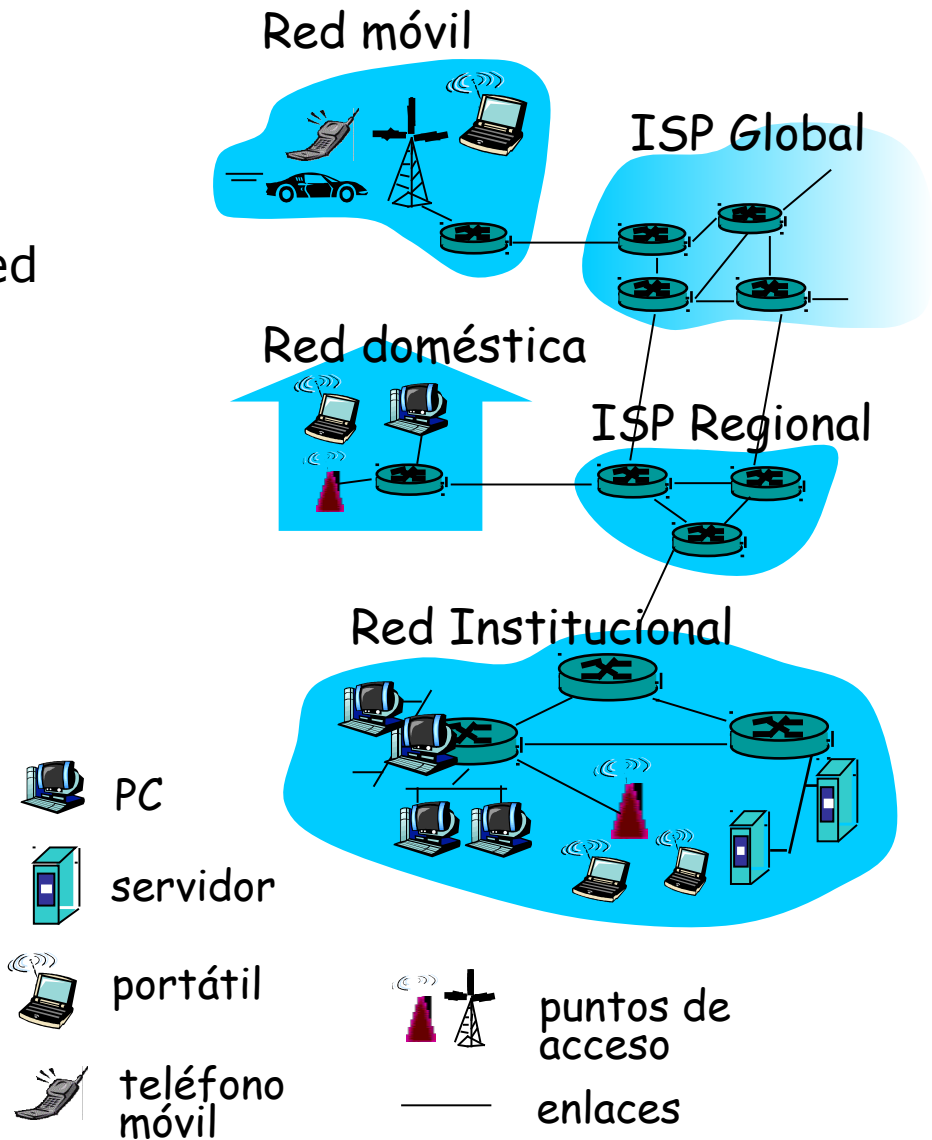 Red móvil
ISP Global
ed
Red doméstica
ISP Regional
Red Institucional
PC
servidor
portátil
puntos de
acceso
teléfono
móvil
enlaces